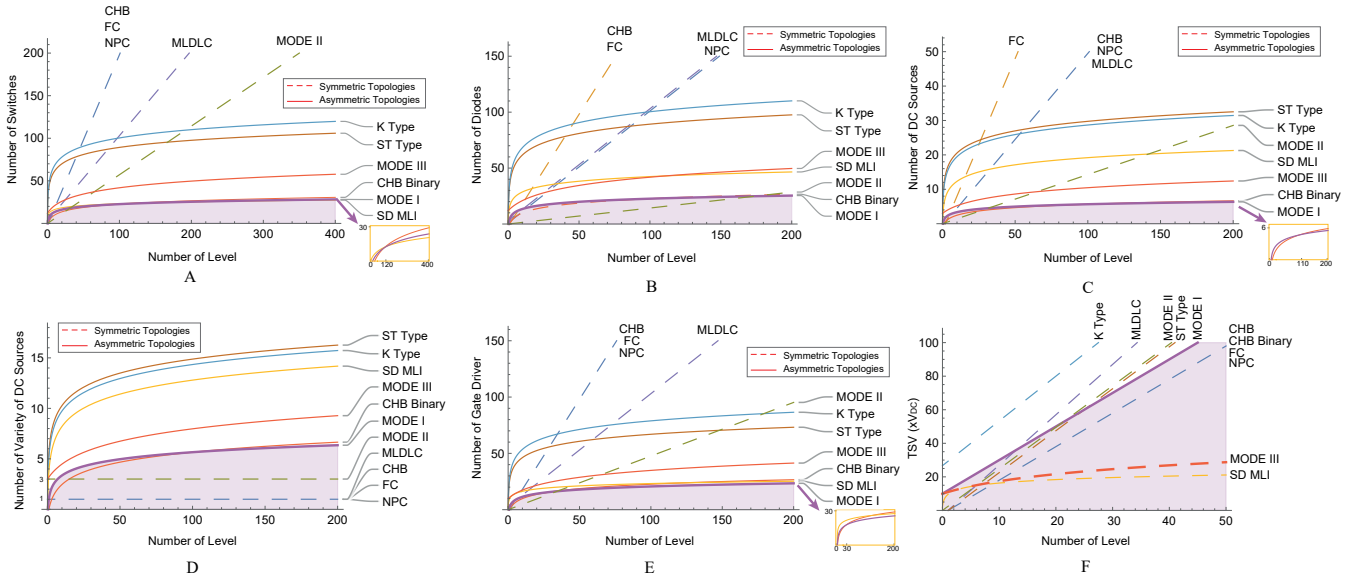 CHB
FC
NPC
MLDLC
MODE II
200
150
100
50
Number of Switches
Symmetric Topologies
Asymmetric Topologies
K Type
ST Type
MODE III
CHB Binary
MODE I
SD MLI
0
100
200
300
400
Number of Level
30
0
120
400
A
CHB
FC
MLDLC
NPC
Symmetric Topologies
Asymmetric Topologies
150
100
50
Number of Diodes
K Type
ST Type
MODE III
SD MLI
MODE II
CHB Binary
MODE I
0
50
100
150
200
Number of Level
B
FC
CHB
NPC
MLDLC
Symmetric Topologies
Asymmetric Topologies
50
40
30
20
10
Number of DC Sources
ST Type
K Type
MODE II
SD MLI
MODE III
CHB Binary
MODE I
0
50
100
150
200
Number of Level
6
0
110
200
C
Symmetric Topologies
Asymmetric Topologies
15
10
5
3
1
Number of Variety of DC Sources
ST Type
K Type
SD MLI
MODE III
CHB Binary
MODE I
MODE II
MLDLC
CHB
FC
NPC
0
50
100
150
200
Number of Level
D
CHB
FC
NPC
MLDLC
Symmetric Topologies
Asymmetric Topologies
150
100
50
Number of Gate Driver
MODE II
K Type
ST Type
MODE III
CHB Binary
SD MLI
MODE I
0
50
100
150
200
Number of Level
30
0
30
200
E
K Type
MLDLC
MODE II
ST Type
MODE I
CHB
CHB Binary
FC
NPC
100
80
60
40
20
TSV (xVDC)
MODE III
SD MLI
0
10
20
30
40
50
Number of Level
F